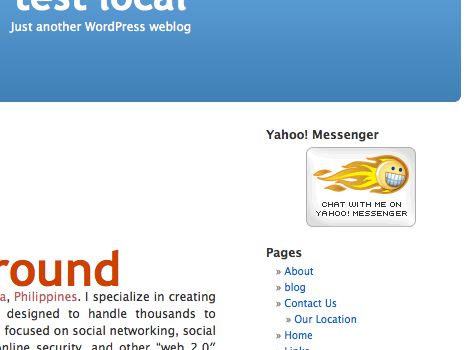 test local
Just another WordPress weblog
Yahoo! Messenger
CHAT WITH ME ON
YAHOO! MESSENGER
round
a, Philippines. I specialize in creating
designed to handle thousands to
focused on social networking, social
online security, and other "web 2.0"
Pages
» About
» blog
» Contact Us
» Our Location
» Home
» Links